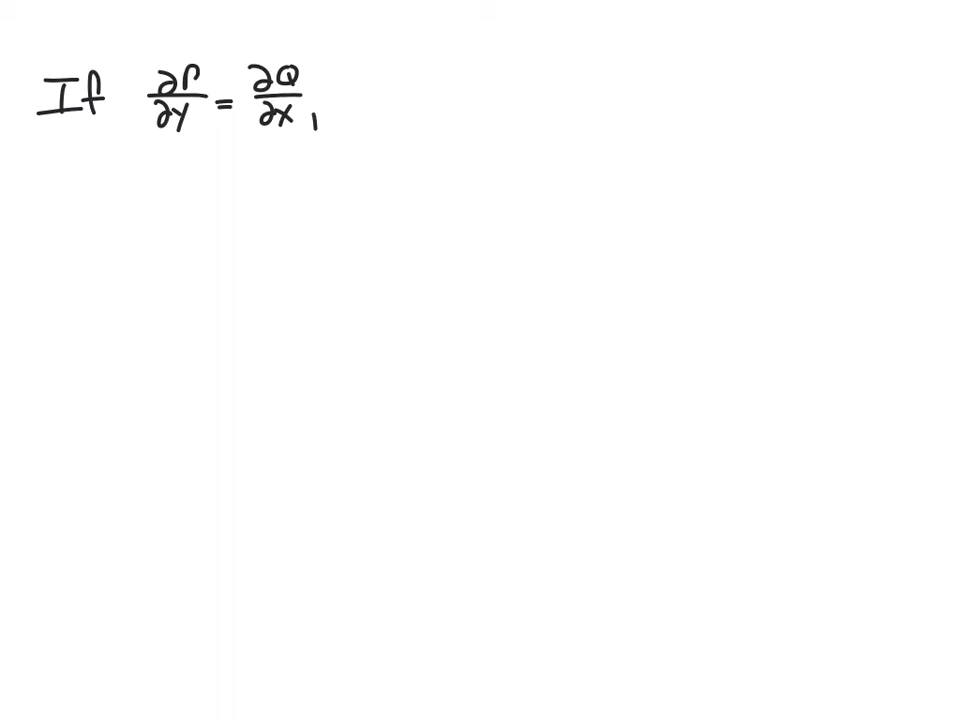 If ∂P/∂y = ∂Q/∂x,